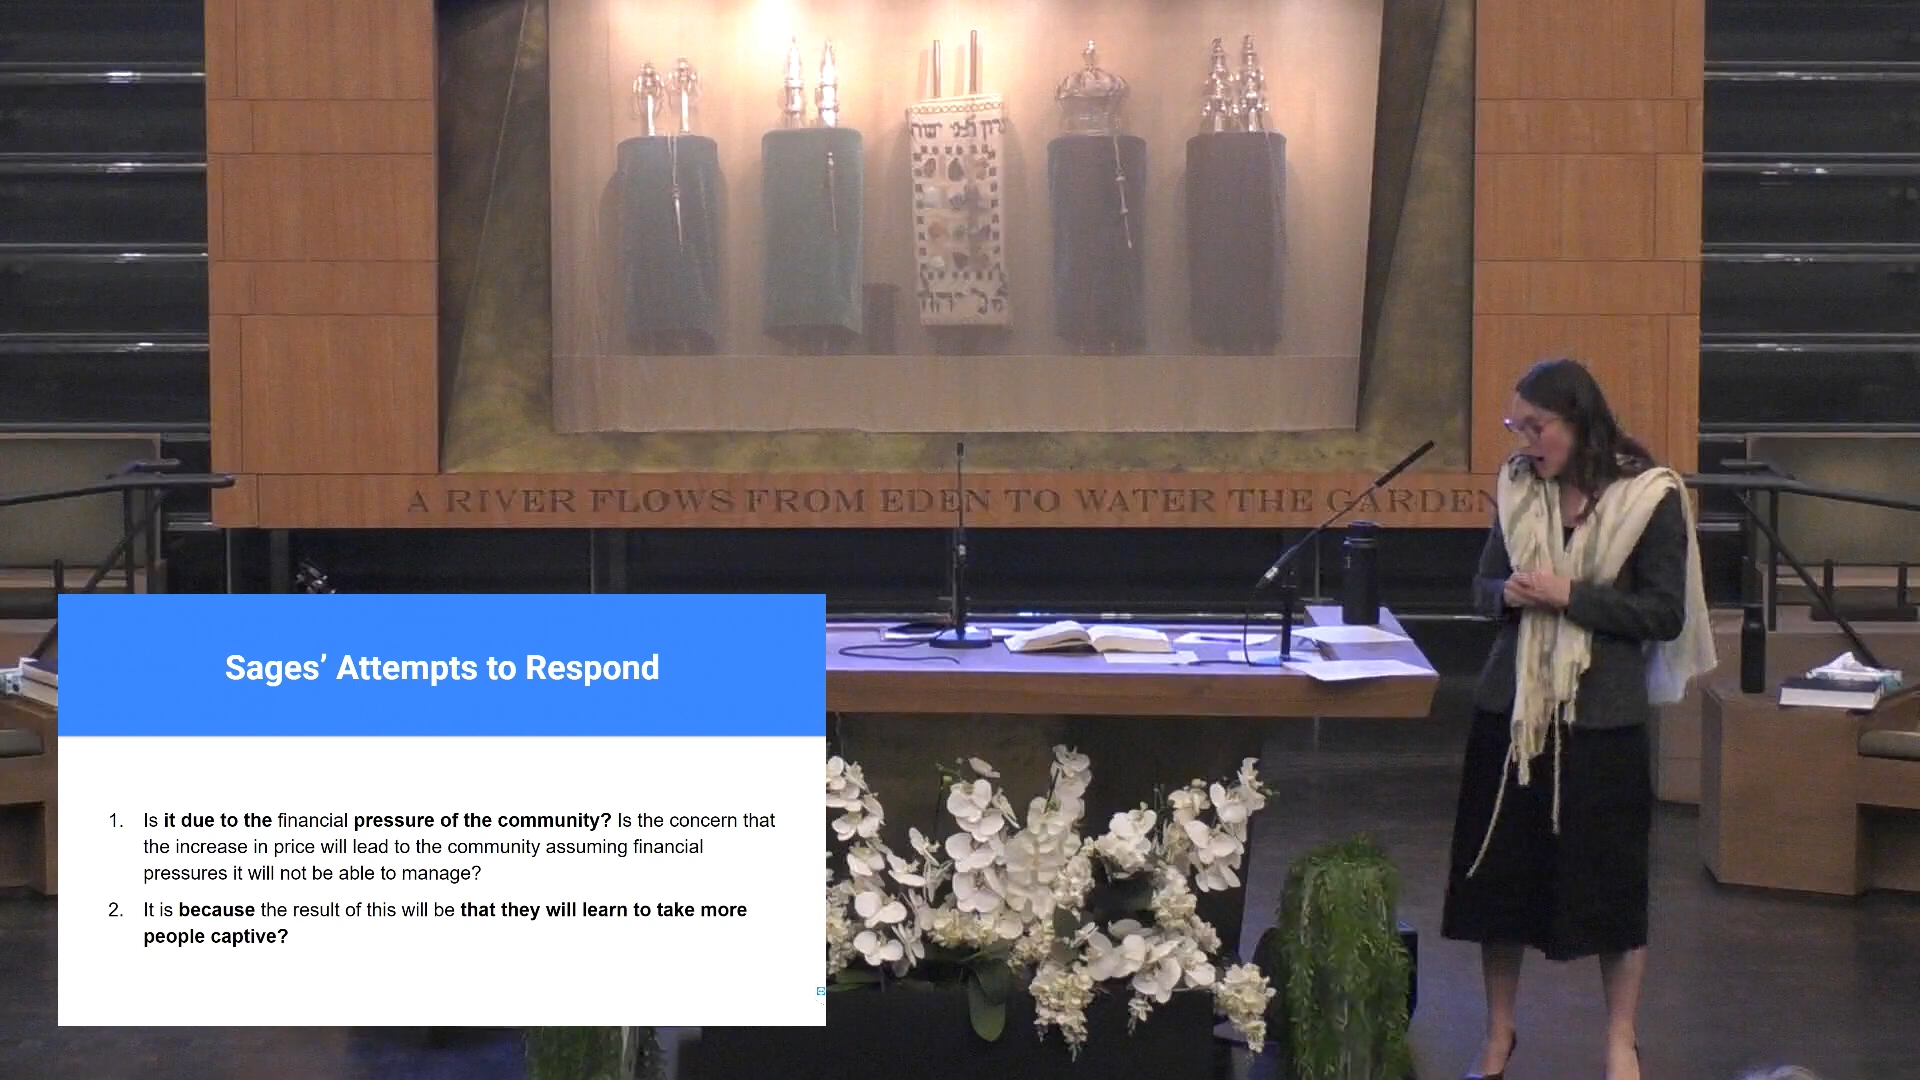 A RIVER FLOWS FROM EDEN TO WATER THE GARDEN
Sages’ Attempts to Respond
1. Is it due to the financial pressure of the community? Is the concern that
the increase in price will lead to the community assuming financial
pressures it will not be able to manage?
2. It is because the result of this will be that they will learn to take more
people captive?